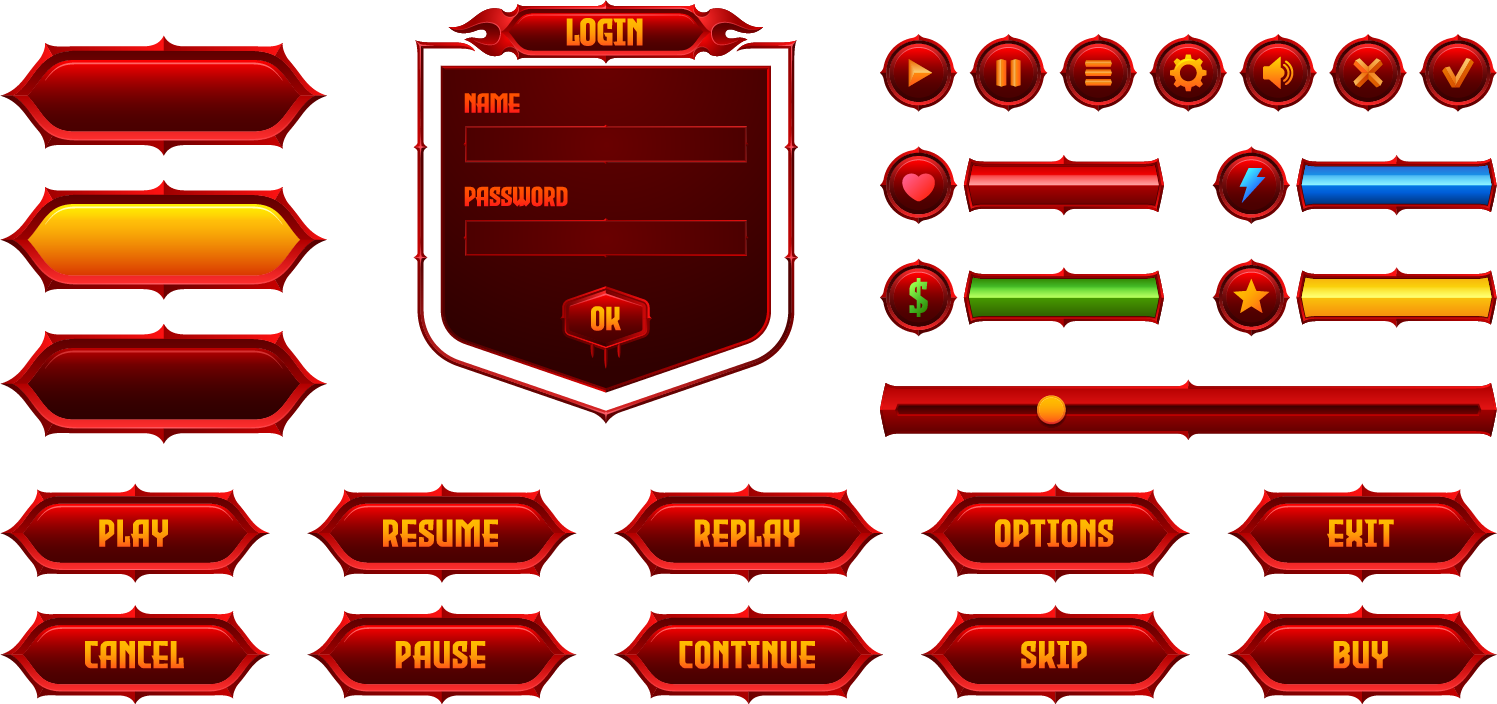 LOGIN
NAME
PASSWORD
OK
$
PLAY
RESUME
REPLAY
OPTIONS
EXIT
CANCEL
PAUSE
CONTINUE
SKIP
BUY